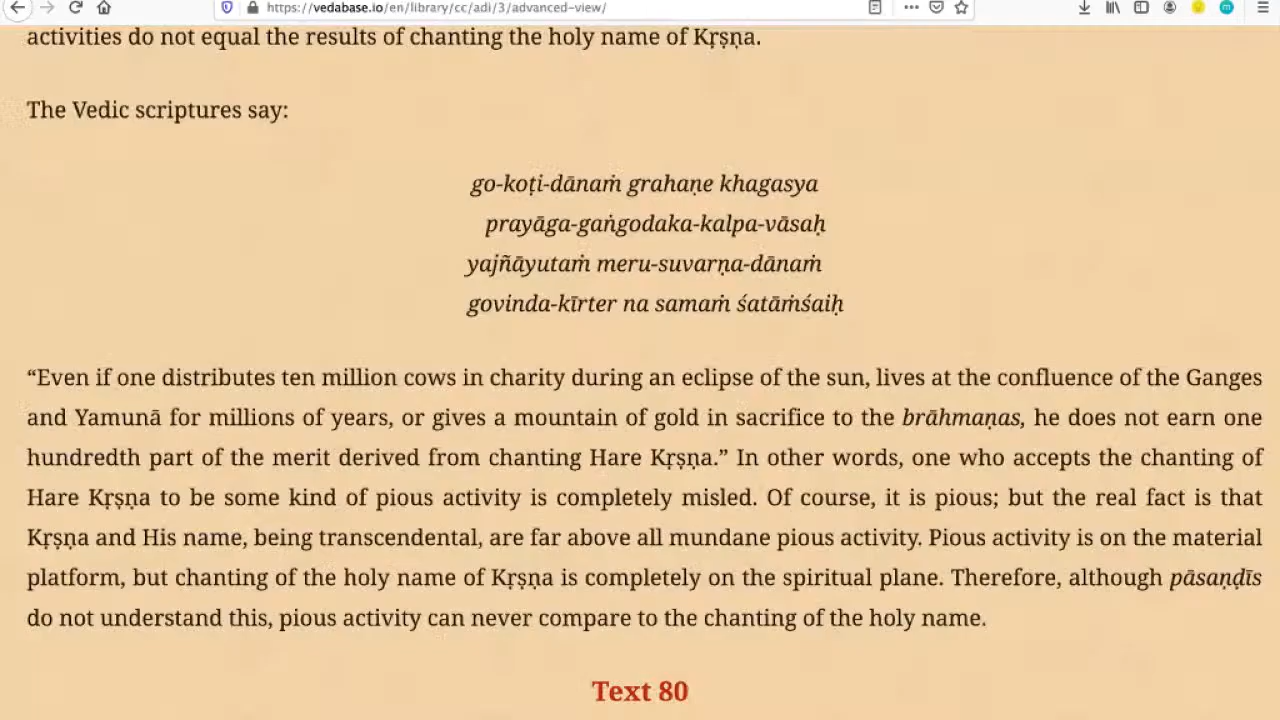 https://vedabase.io/en/library/cc/adi/3/advanced-view/
activities do not equal the results of chanting the holy name of Kṛṣṇa.
The Vedic scriptures say:
go-koṭi-dānaṁ grahaṇe khagasya
prayāga-gaṅgodaka-kalpa-vāsaḥ
yajñāyutaṁ meru-suvarṇa-dānaṁ
govinda-kīrter na samaṁ śatāṁśaiḥ
“Even if one distributes ten million cows in charity during an eclipse of the sun, lives at the confluence of the Ganges
and Yamunā for millions of years, or gives a mountain of gold in sacrifice to the brāhmaṇas, he does not earn one
hundredth part of the merit derived from chanting Hare Kṛṣṇa.” In other words, one who accepts the chanting of
Hare Kṛṣṇa to be some kind of pious activity is completely misled. Of course, it is pious; but the real fact is that
Kṛṣṇa and His name, being transcendental, are far above all mundane pious activity. Pious activity is on the material
platform, but chanting of the holy name of Kṛṣṇa is completely on the spiritual plane. Therefore, although pāsaṇḍīs
do not understand this, pious activity can never compare to the chanting of the holy name.
Text 80